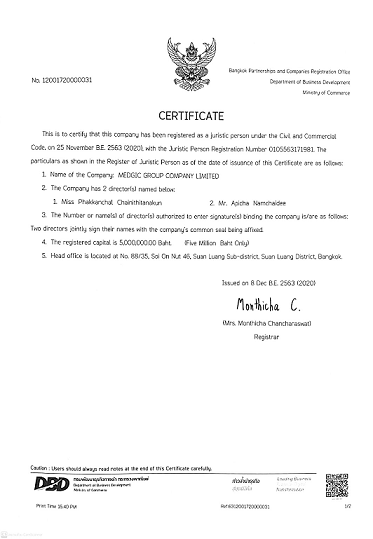 Bangkok Partnerships and Companies Registration Office
No. 12001720000031
Department of Business Development
Ministry of Commerce
CERTIFICATE
This is to certify that this company has been registered as a juristic person under the Civil and Commercial
Code, on 25 November B.E. 2563 (2020), with the Juristic Person Registration Number 0105563171981. The
particulars as shown in the Register of Juristic Person as of the date of issuance of this Certificate are as follows:
1. Name of the Company: MEDGIC GROUP COMPANY LIMITED
2. The Company has 2 director(s) named below:
1. Miss Phakkanchal Chainithitanakun 2. Mr. Apicha Namchaidee
3. The Number or name(s) of director(s) authorized to enter signature(s) binding the company is/are as follows:
Two directors jointly sign their names with the company's common seal being affixed.
4. The registered capital is 5,000,000.00 Baht. (Five Million Baht Only)
5. Head office is located at No. 88/35, Soi On Nut 46, Suan Luang Sub-district, Suan Luang District, Bangkok.
Issued on 8 Dec B.E. 2563 (2020)
Monthicha C.
(Mrs. Monthicha Chancharaswat)
Registrar
Caution : Users should always read notes at the end of this Certificate carefully.
DBD
กรมพัฒนาธุรกิจการค้า กระทรวงพาณิชย์
Department of Business Development
Ministry of Commerce
Print Time 15:40 PM
Ref:6312001720000031
1/2